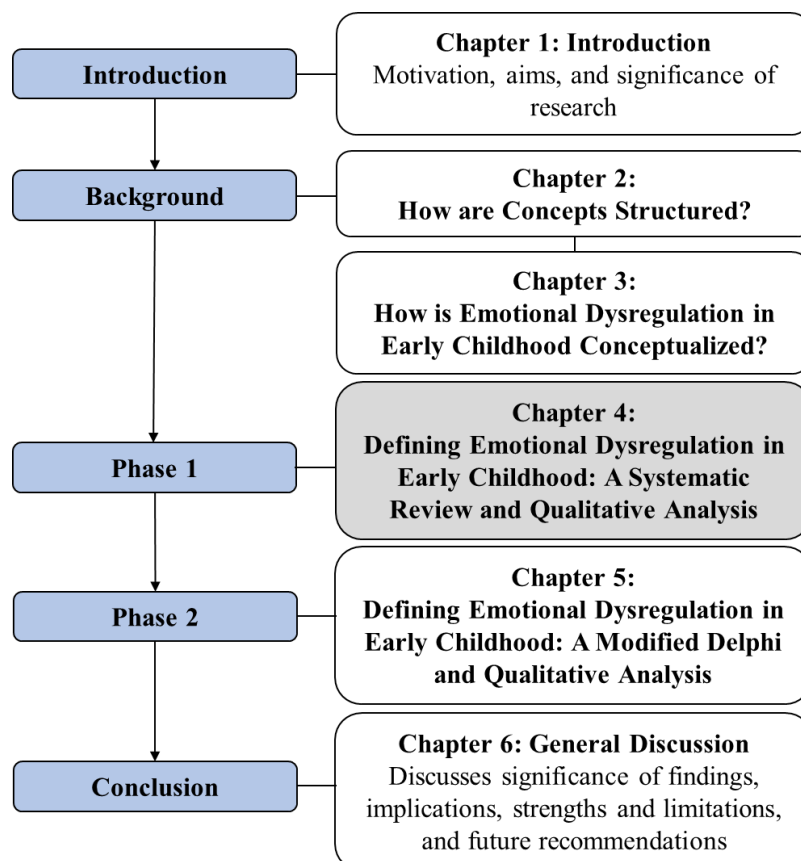 Introduction
Chapter 1: Introduction
Motivation, aims, and significance of
research
Background
Chapter 2:
How are Concepts Structured?
Chapter 3:
How is Emotional Dysregulation in
Early Childhood Conceptualized?
Phase 1
Chapter 4:
Defining Emotional Dysregulation in
Early Childhood: A Systematic
Review and Qualitative Analysis
Phase 2
Chapter 5:
Defining Emotional Dysregulation in
Early Childhood: A Modified Delphi
and Qualitative Analysis
Conclusion
Chapter 6: General Discussion
Discusses significance of findings,
implications, strengths and limitations,
and future recommendations